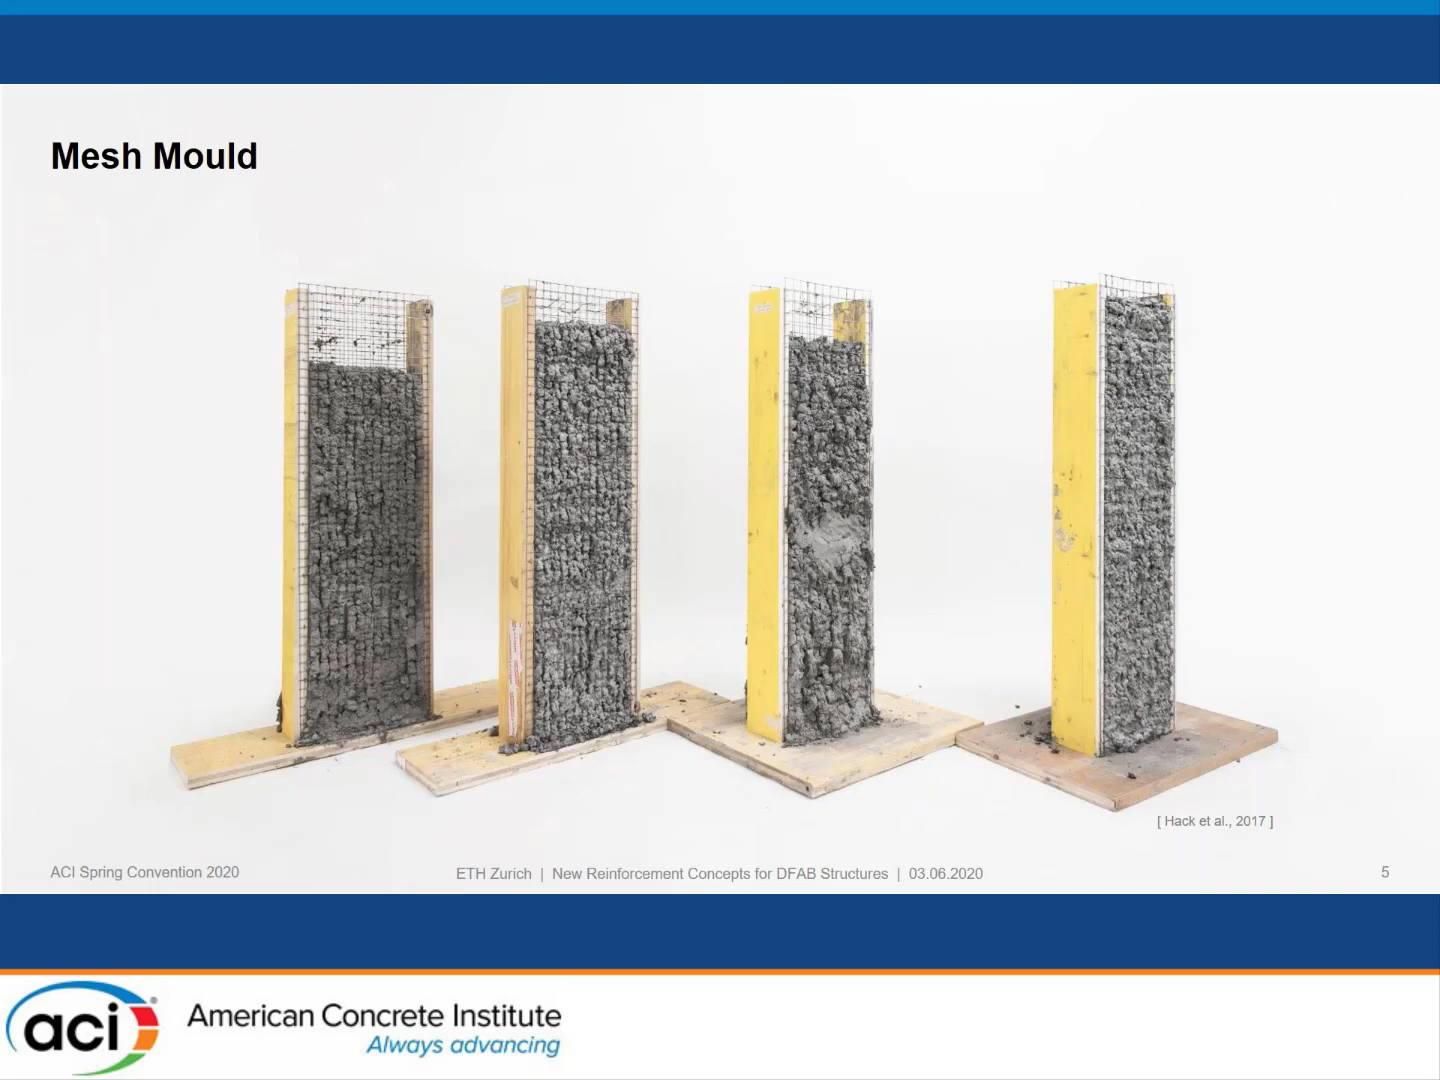 Mesh Mould
[ Hack et al., 2017 ]
ACI Spring Convention 2020
ETH Zurich | New Reinforcement Concepts for DFAB Structures | 03.06.2020
5
aci®
American Concrete Institute
Always advancing